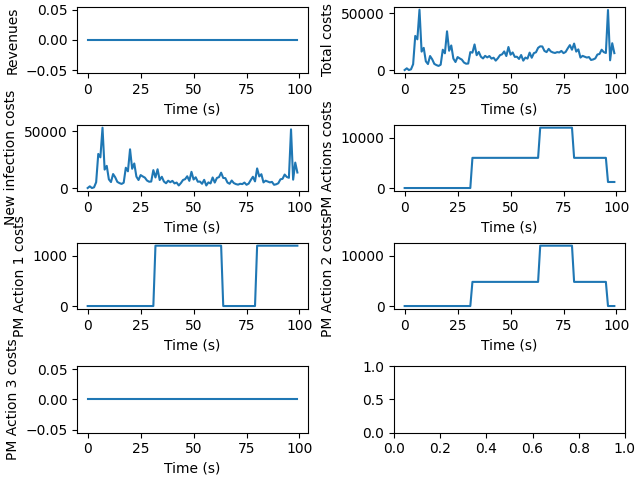 Revenues
0.05
0.00
−0.05
0 25 50 75 100
Time (s)
Total costs
50000
0
0 25 50 75 100
Time (s)
New infection costs
50000
0
0 25 50 75 100
Time (s)
PM Actions costs
10000
0
0 25 50 75 100
Time (s)
PM Action 1 costs
1000
0
0 25 50 75 100
Time (s)
PM Action 2 costs
10000
0
0 25 50 75 100
Time (s)
PM Action 3 costs
0.05
0.00
−0.05
0 25 50 75 100
Time (s)
1.0
0.5
0.0
0.0 0.2 0.4 0.6 0.8 1.0